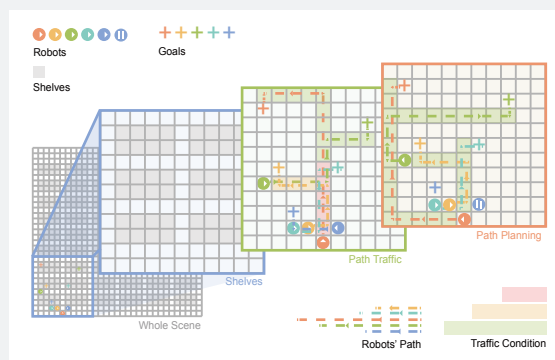 Robots
Goals
Shelves
Path Planning
Path Traffic
Shelves
Whole Scene
Robots' Path
Traffic Condition